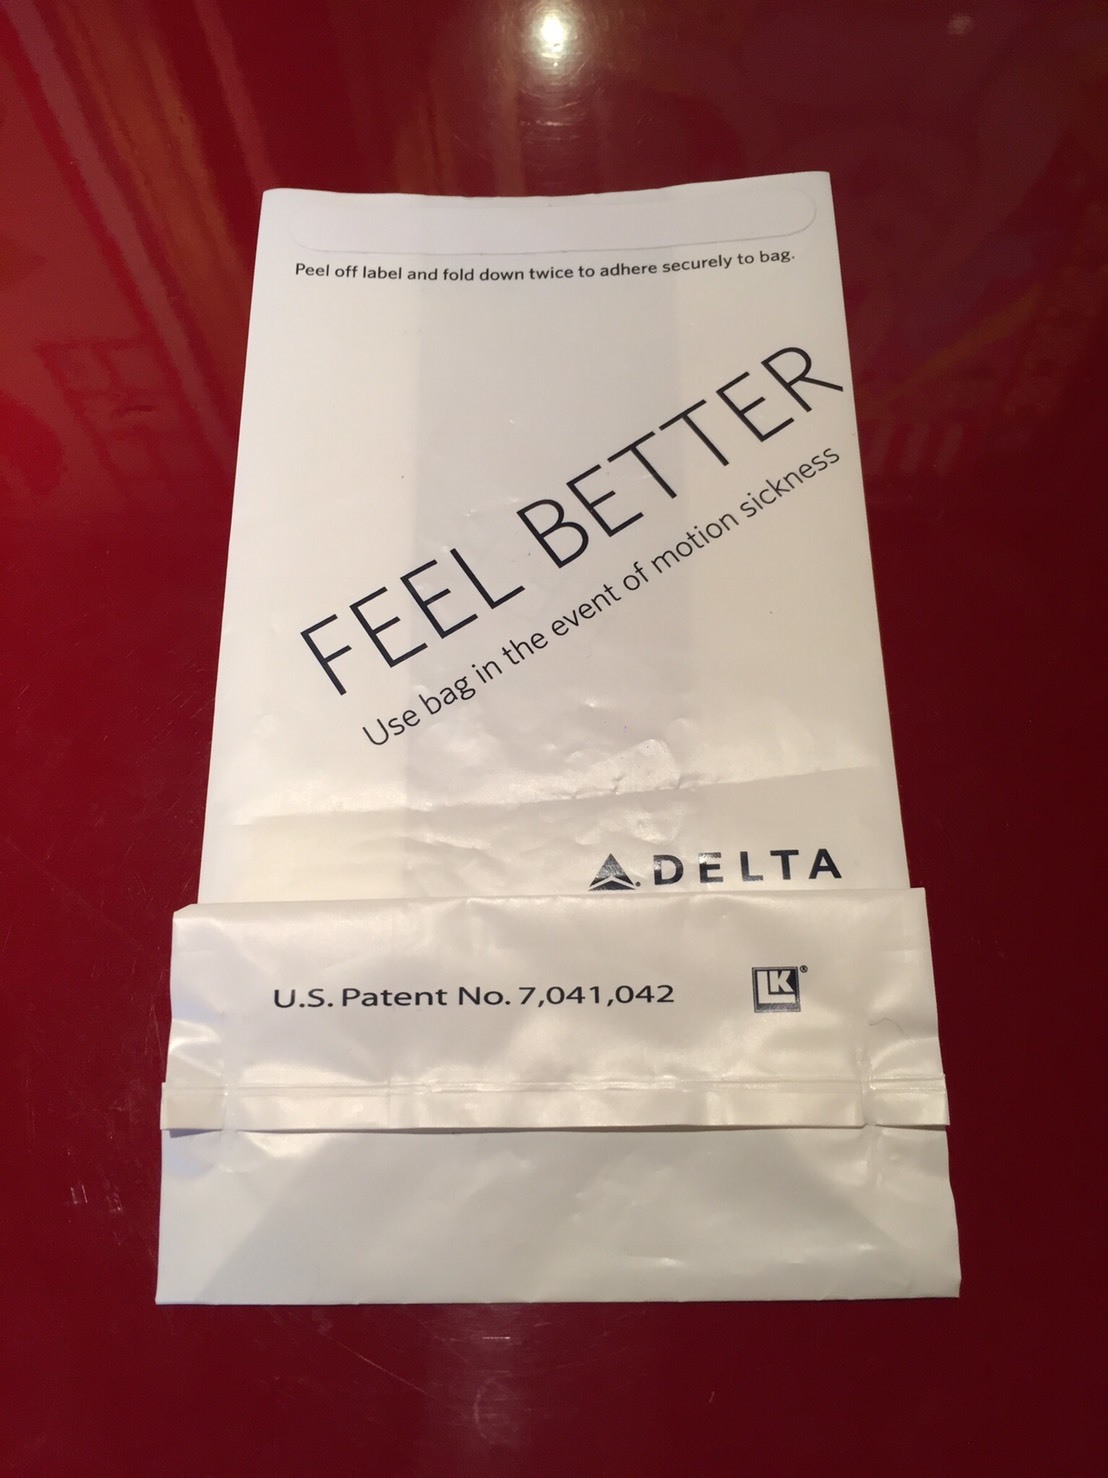 Peel off label and fold down twice to adhere securely to bag.
FEEL BETTER
Use bag in the event of motion sickness
DELTA
U.S. Patent No. 7,041,042
LK®